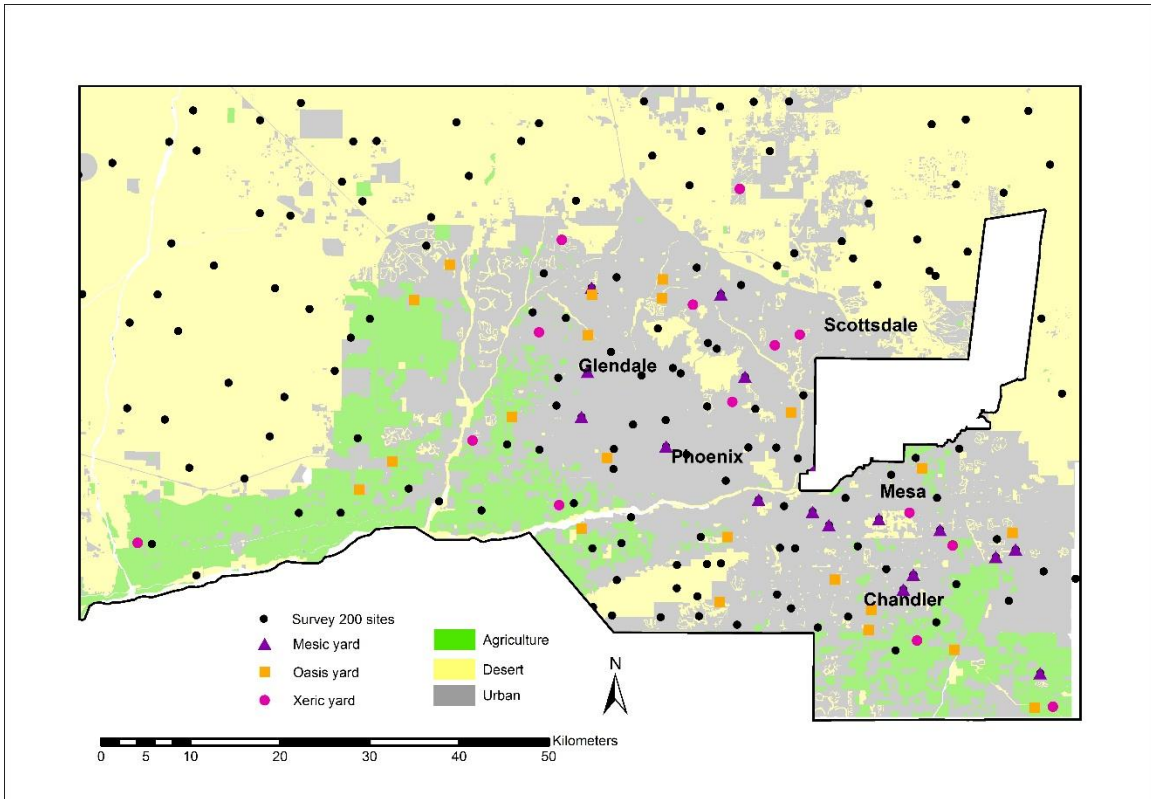 Scottsdale
Glendale
Phoenix
Mesa
Chandler
Survey 200 sites
Mesic yard
Oasis yard
Xeric yard
Agriculture
Desert
Urban
N
Kilometers
0 5 10 20 30 40 50